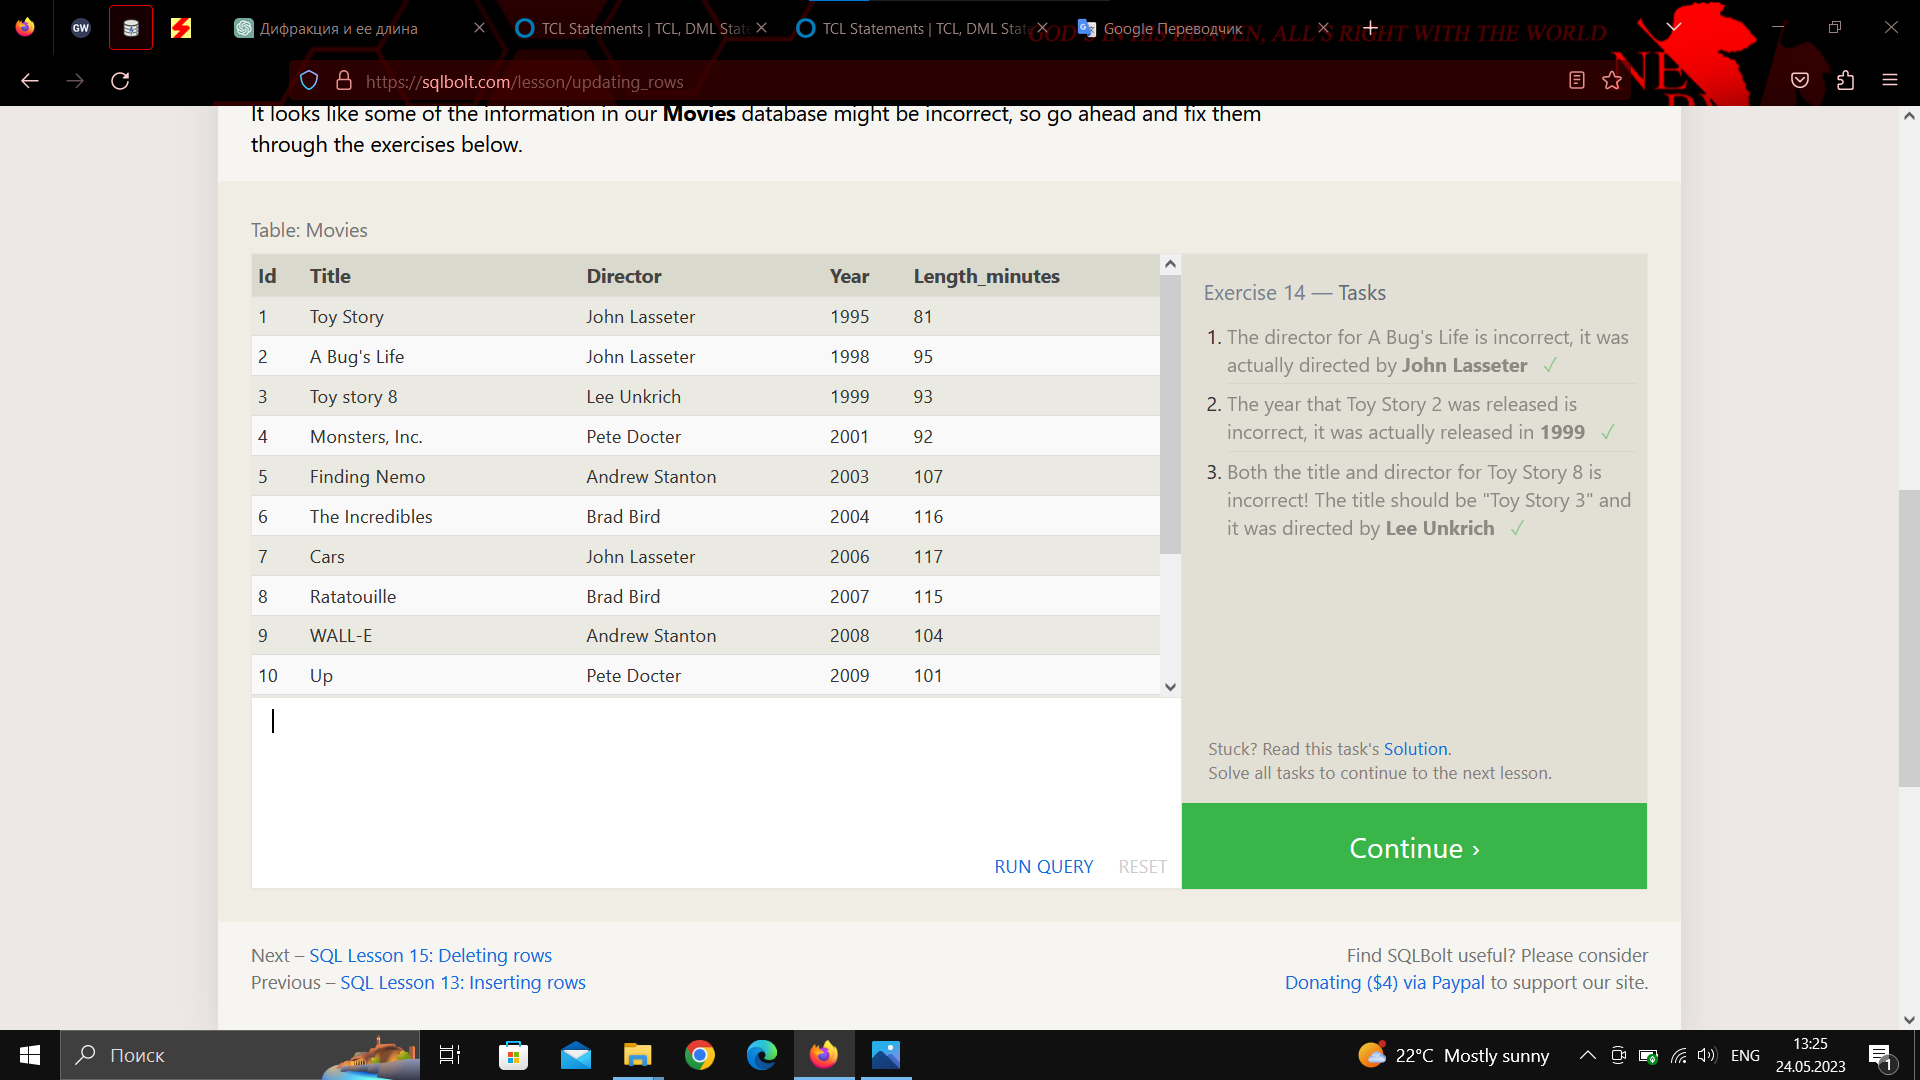 GW
Дифракция и ее длина
TCL Statements | TCL, DML State
TCL Statements | TCL, DML State
Google Переводчик
GOD'S IN HIS HEAVEN, ALL'S RIGHT WITH THE WORLD
https://sqlbolt.com/lesson/updating_rows
It looks like some of the information in our Movies database might be incorrect, so go ahead and fix them
through the exercises below.
Table: Movies
Id Title Director Year Length_minutes
1 Toy Story John Lasseter 1995 81
2 A Bug's Life John Lasseter 1998 95
3 Toy story 8 Lee Unkrich 1999 93
4 Monsters, Inc. Pete Docter 2001 92
5 Finding Nemo Andrew Stanton 2003 107
6 The Incredibles Brad Bird 2004 116
7 Cars John Lasseter 2006 117
8 Ratatouille Brad Bird 2007 115
9 WALL-E Andrew Stanton 2008 104
10 Up Pete Docter 2009 101
RUN QUERY RESET
Exercise 14 — Tasks
1. The director for A Bug's Life is incorrect, it was
actually directed by John Lasseter ✓
2. The year that Toy Story 2 was released is
incorrect, it was actually released in 1999 ✓
3. Both the title and director for Toy Story 8 is
incorrect! The title should be "Toy Story 3" and
it was directed by Lee Unkrich ✓
Stuck? Read this task's Solution.
Solve all tasks to continue to the next lesson.
Continue ›
Next – SQL Lesson 15: Deleting rows
Previous – SQL Lesson 13: Inserting rows
Find SQLBolt useful? Please consider
Donating ($4) via Paypal to support our site.
Поиск
22°C Mostly sunny
ENG
13:25
24.05.2023
1